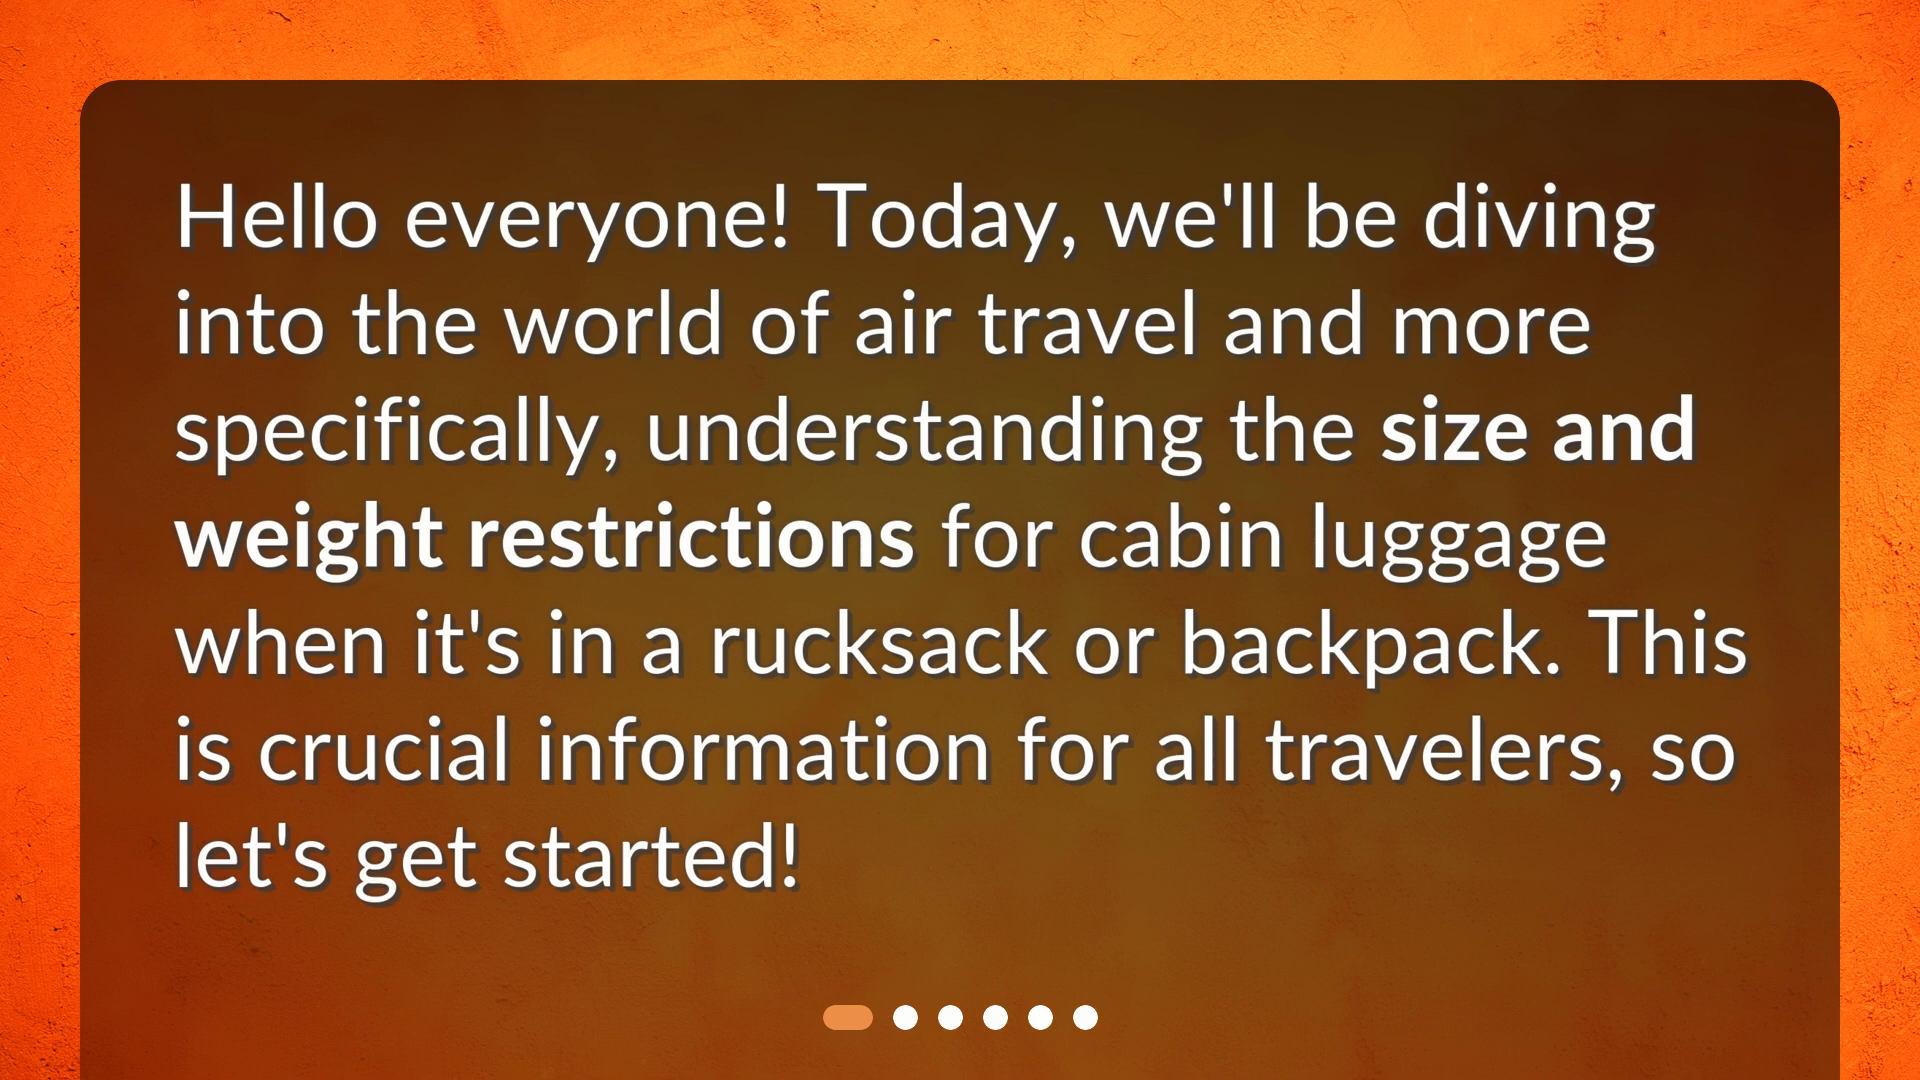 Hello everyone! Today, we'll be diving
into the world of air travel and more
specifically, understanding the size and
weight restrictions for cabin luggage
when it's in a rucksack or backpack. This
is crucial information for all travelers, so
let's get started!